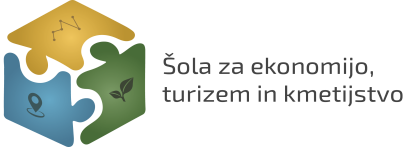 Šola za ekonomijo,
turizem in kmetijstvo